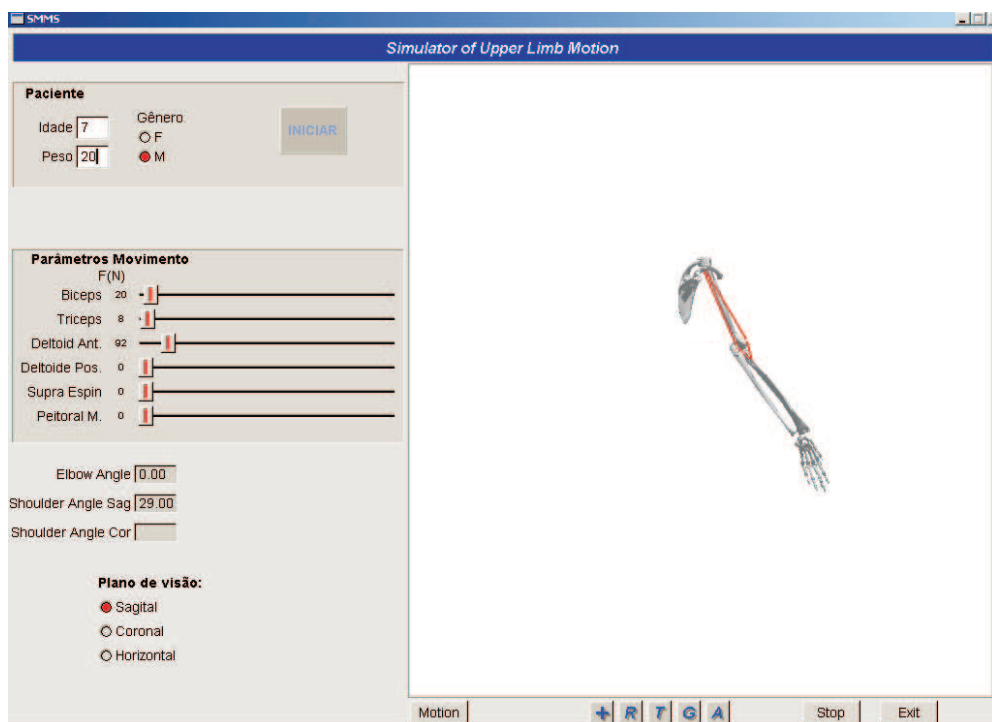 SMMS
Simulator of Upper Limb Motion
Paciente
Idade 7
Peso 20
Gênero
F
M
INICIAR
Parâmetros Movimento
F(N)
Biceps 20
Triceps 8
Deltoid Ant. 92
Deltoide Pos. 0
Supra Espin 0
Peitoral M. 0
Elbow Angle 0.00
Shoulder Angle Sag 29.00
Shoulder Angle Cor
Plano de visão:
Sagital
Coronal
Horizontal
Motion + R T G A Stop Exit